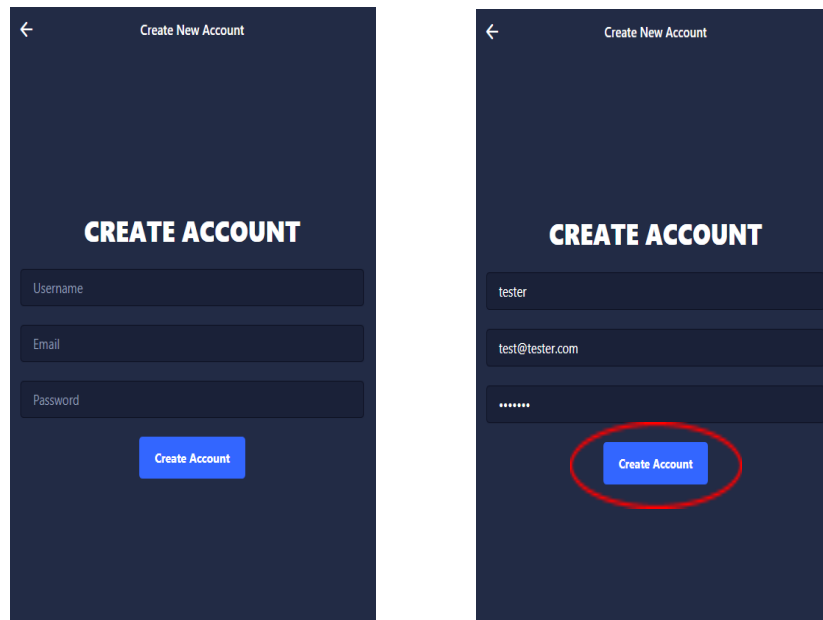 Create New Account
CREATE ACCOUNT
Username
Email
Password
Create Account
Create New Account
CREATE ACCOUNT
tester
test@tester.com
•••••••
Create Account